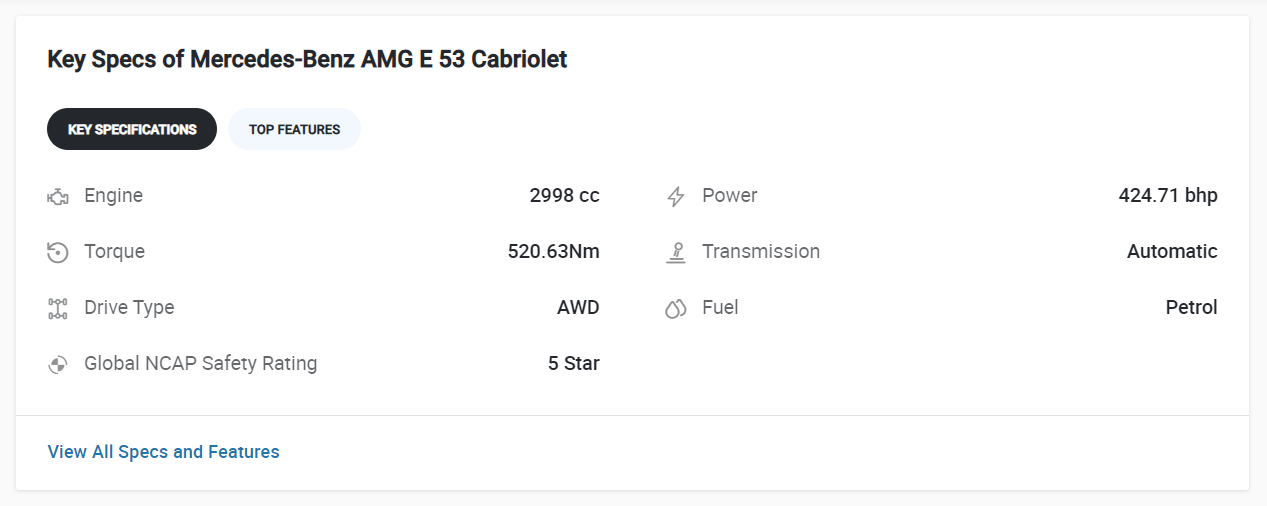 Key Specs of Mercedes-Benz AMG E 53 Cabriolet
KEY SPECIFICATIONS TOP FEATURES
Engine 2998 cc Power 424.71 bhp
Torque 520.63Nm Transmission Automatic
Drive Type AWD Fuel Petrol
Global NCAP Safety Rating 5 Star
View All Specs and Features